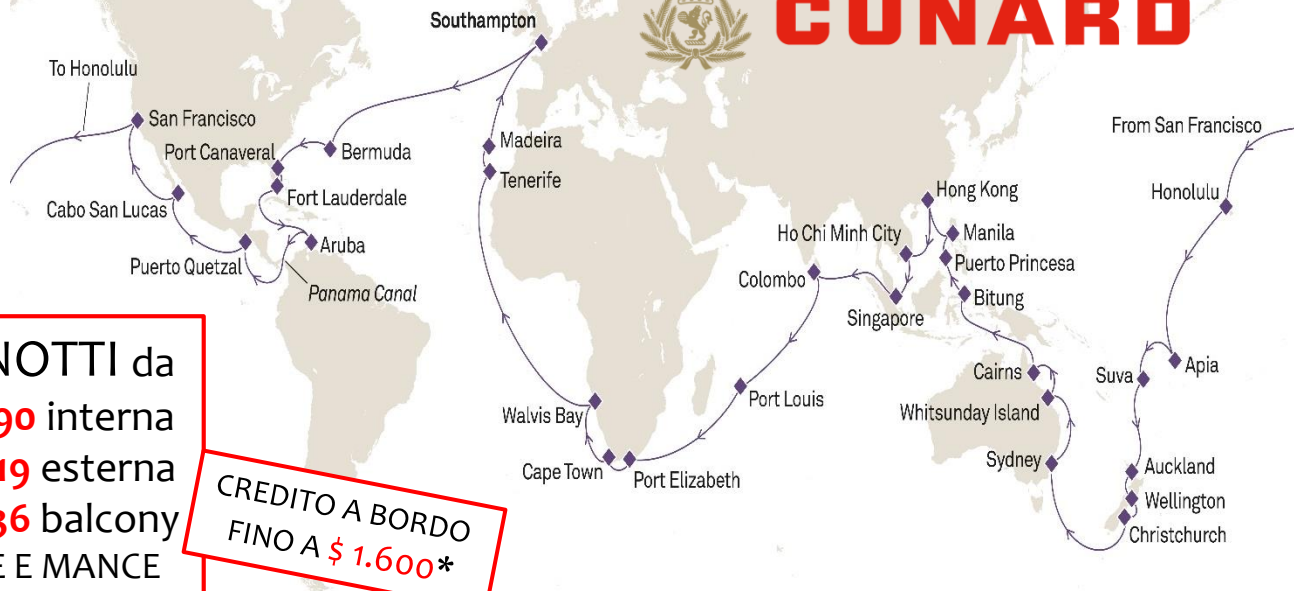 CUNARD
Southampton
To Honolulu
San Francisco
Port Canaveral
Bermuda
Fort Lauderdale
Cabo San Lucas
Aruba
Puerto Quetzal
Panama Canal
Madeira
Tenerife
Walvis Bay
Cape Town
Port Elizabeth
Port Louis
Colombo
Singapore
Ho Chi Minh City
Hong Kong
Manila
Puerto Princesa
Bitung
Cairns
Whitsunday Island
Sydney
From San Francisco
Honolulu
Apia
Suva
Auckland
Wellington
Christchurch
NOTTI da
90 interna
19 esterna
36 balcony
E E MANCE
CREDITO A BORDO
FINO A $ 1.600*